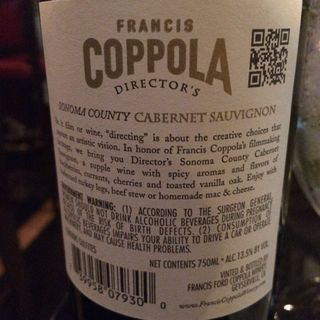 FRANCIS
COPPOLA
DIRECTOR'S
SONOMA COUNTY CABERNET SAUVIGNON
in film or wine, "directing" is about the creative choices that
an artistic vision. In honor of Francis Coppola's filmmaking
we bring you Director's Sonoma County Cabernet
a supple wine with spicy aromas and flavors of
currants, cherries and toasted vanilla oak. Enjoy with
turkey legs, beef stew or homemade mac & cheese.
WARNING: (1) ACCORDING TO THE SURGEON GENERAL,
NOT DRINK ALCOHOLIC BEVERAGES DURING PREGNANCY
OF BIRTH DEFECTS. (2) CONSUMPTION OF
BEVERAGES IMPAIRS YOUR ABILITY TO DRIVE A CAR OR OPERATE
MAY CAUSE HEALTH PROBLEMS.
SULFITES
NET CONTENTS 750ML • ALC. 13.5% BY VOL.
VINTED & BOTTLED BY
FRANCIS FORD COPPOLA WINERY
GEYSERVILLE,
07930 0
www.FrancisCoppolaWinery